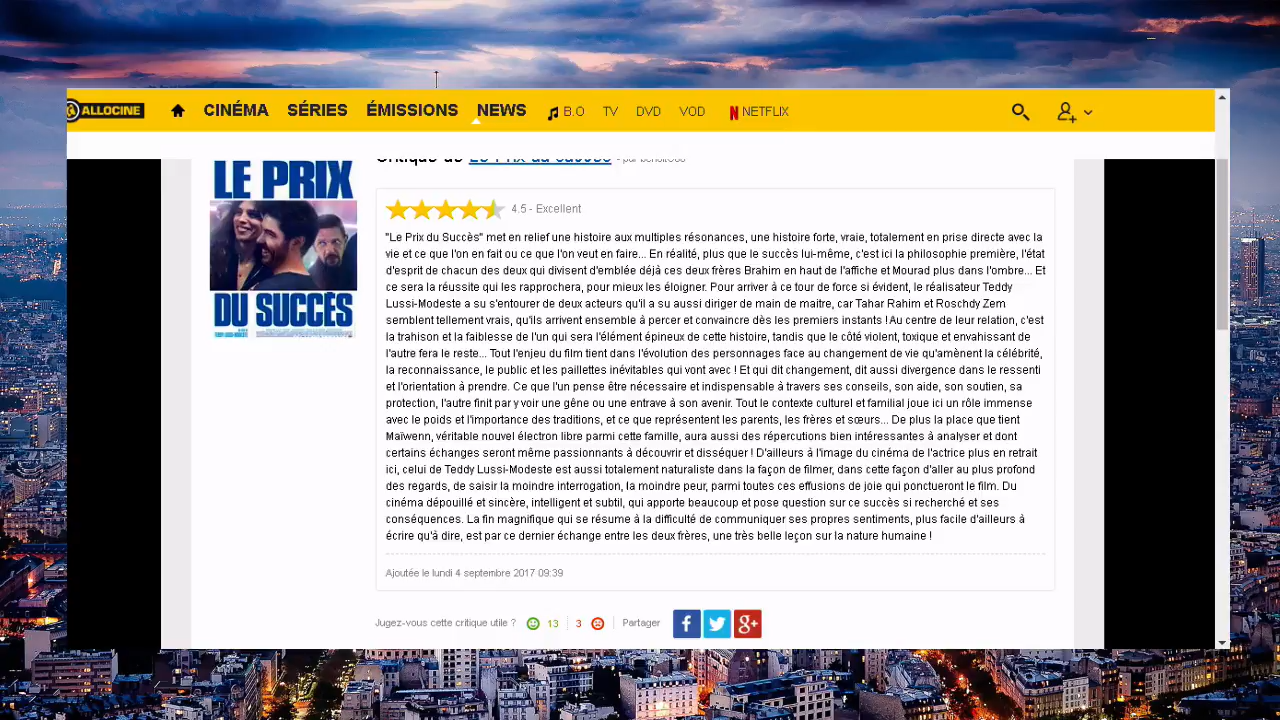 ALLOCINE
CINÉMA SÉRIES ÉMISSIONS NEWS B.O TV DVD VOD NETFLIX
Critique de Le Prix du succès - par
LE PRIX
DU SUCCÈS
4.5 - Excellent
"Le Prix du Succès" met en relief une histoire aux multiples résonances, une histoire forte, vraie, totalement en prise directe avec la
vie et ce que l'on en fait ou ce que l'on veut en faire... En réalité, plus que le succès lui-même, c'est ici la philosophie première, l'état
d'esprit de chacun des deux qui divisent d'emblée déjà ces deux frères Brahim en haut de l'affiche et Mourad plus dans l'ombre... Et
ce sera la réussite qui les rapprochera, pour mieux les éloigner. Pour arriver à ce tour de force si évident, le réalisateur Teddy
Lussi-Modeste a su s'entourer de deux acteurs qu'il a su aussi diriger de main de maitre, car Tahar Rahim et Roschdy Zem
semblent tellement vrais, qu'ils arrivent ensemble à percer et convaincre dès les premiers instants ! Au centre de leur relation, c'est
la trahison et la faiblesse de l'un qui sera l'élément épineux de cette histoire, tandis que le côté violent, toxique et envahissant de
l'autre fera le reste... Tout l'enjeu du film tient dans l'évolution des personnages face au changement de vie qu'amènent la célébrité,
la reconnaissance, le public et les paillettes inévitables qui vont avec ! Et qui dit changement, dit aussi divergence dans le ressenti
et l'orientation à prendre. Ce que l'un pense être nécessaire et indispensable à travers ses conseils, son aide, son soutien, sa
protection, l'autre finit par y voir une gêne ou une entrave à son avenir. Tout le contexte culturel et familial joue ici un rôle immense
avec le poids et l'importance des traditions, et ce que représentent les parents, les frères et sœurs... De plus la place que tient
Maïwenn, véritable nouvel électron libre parmi cette famille, aura aussi des répercutions bien intéressantes à analyser et dont
certains échanges seront même passionnants à découvrir et disséquer ! D'ailleurs à l'image du cinéma de l'actrice plus en retrait
ici, celui de Teddy Lussi-Modeste est aussi totalement naturaliste dans la façon de filmer, dans cette façon d'aller au plus profond
des regards, de saisir la moindre interrogation, la moindre peur, parmi toutes ces effusions de joie qui ponctueront le film. Du
cinéma dépouillé et sincère, intelligent et subtil, qui apporte beaucoup et pose question sur ce succès si recherché et ses
conséquences. La fin magnifique qui se résume à la difficulté de communiquer ses propres sentiments, plus facile d'ailleurs à
écrire qu'à dire, est par ce dernier échange entre les deux frères, une très belle leçon sur la nature humaine !
Ajoutée le lundi 4 septembre 2017 09:39
Jugez-vous cette critique utile ? 13 3 Partager